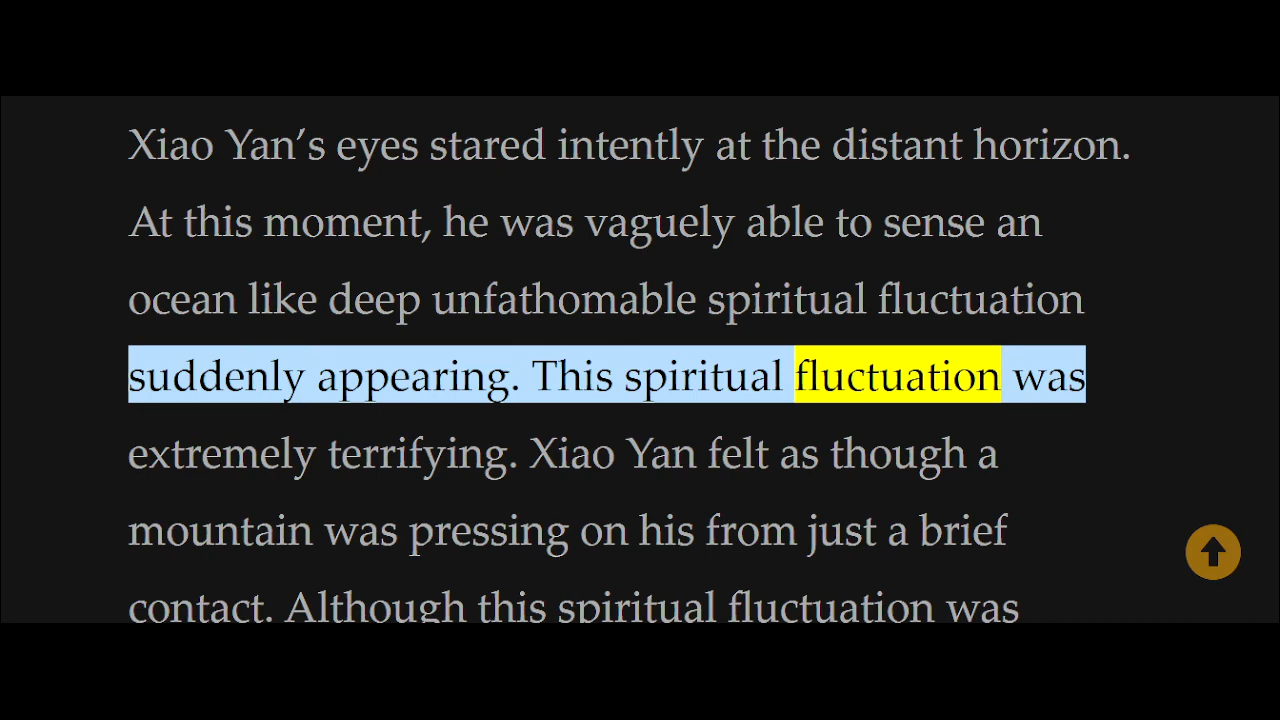 Xiao Yan’s eyes stared intently at the distant horizon.
At this moment, he was vaguely able to sense an
ocean like deep unfathomable spiritual fluctuation
suddenly appearing. This spiritual fluctuation was
extremely terrifying. Xiao Yan felt as though a
mountain was pressing on his from just a brief
contact. Although this spiritual fluctuation was